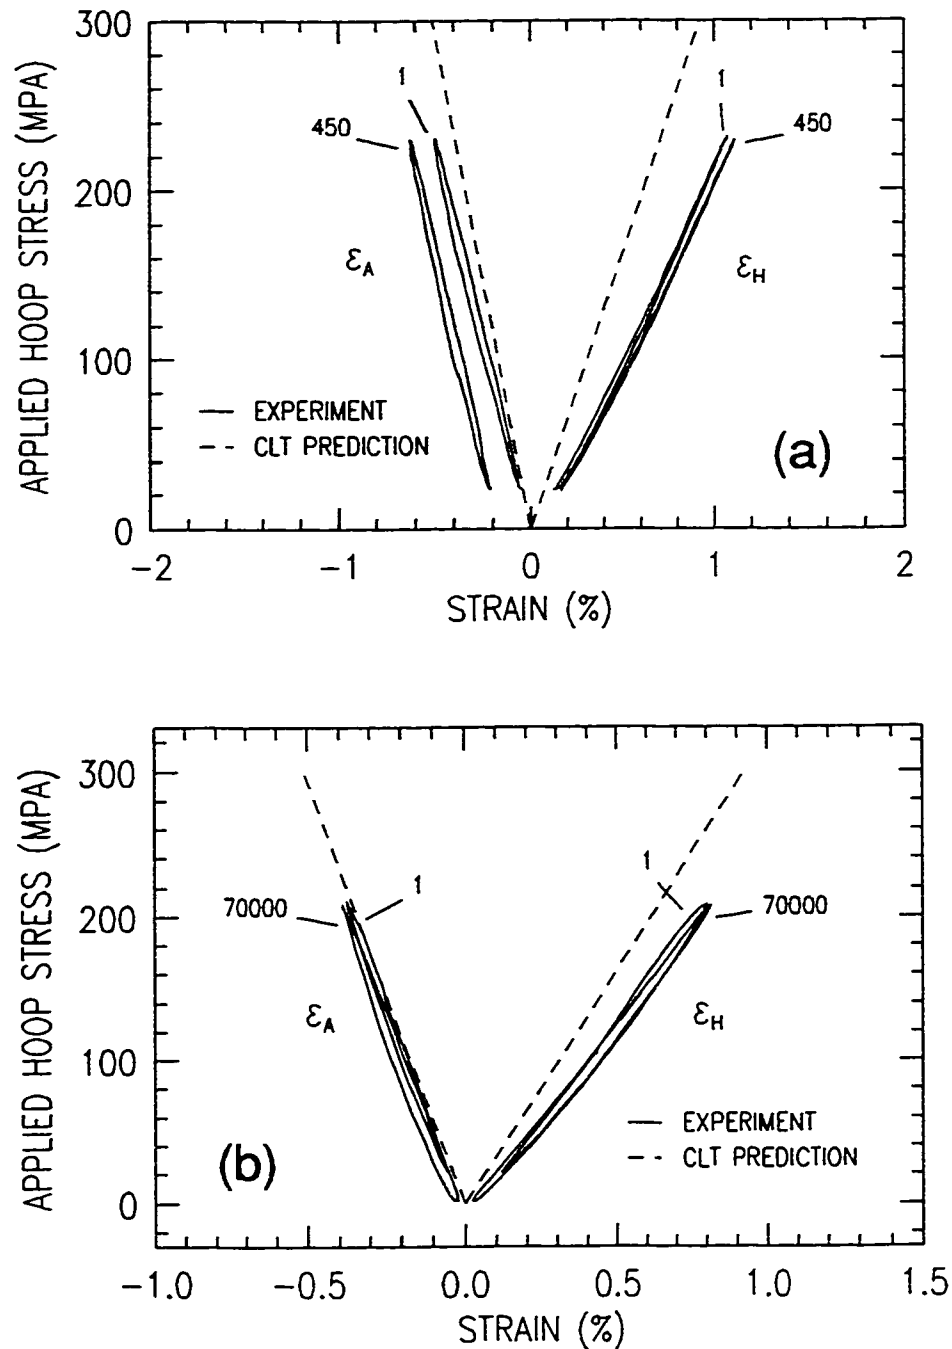 300
200
100
0
APPLIED HOOP STRESS (MPA)
1
450
1
450
ε_A
ε_H
EXPERIMENT
CLT PREDICTION
(a)
-2 -1 0 1 2
STRAIN (%)
300
200
100
0
APPLIED HOOP STRESS (MPA)
1
70000
1
70000
ε_A
ε_H
EXPERIMENT
CLT PREDICTION
(b)
-1.0 -0.5 0.0 0.5 1.0 1.5
STRAIN (%)